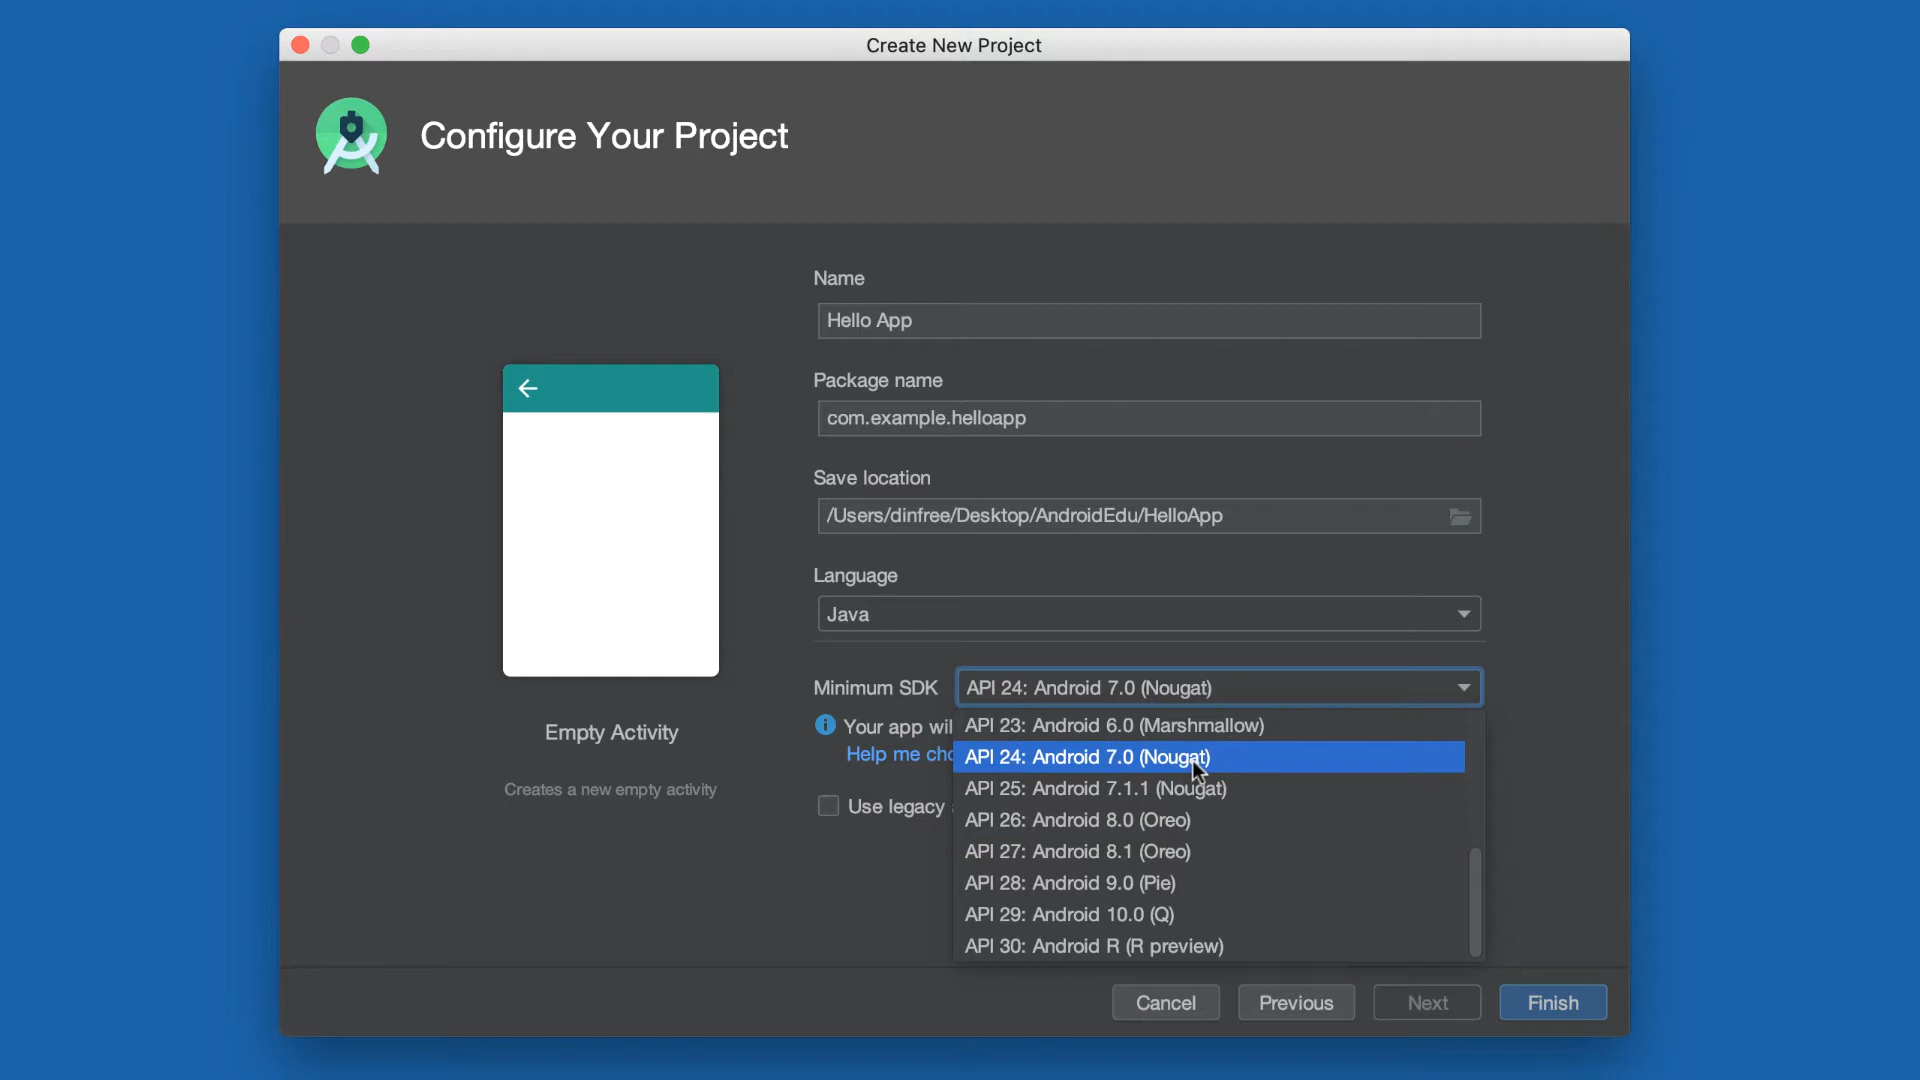 Create New Project
Configure Your Project
Name
Hello App
Package name
com.example.helloapp
Save location
/Users/dinfree/Desktop/AndroidEdu/HelloApp
Language
Java
Minimum SDK API 24: Android 7.0 (Nougat)
Your app wil
Help me cho
Use legacy
API 23: Android 6.0 (Marshmallow)
API 24: Android 7.0 (Nougat)
API 25: Android 7.1.1 (Nougat)
API 26: Android 8.0 (Oreo)
API 27: Android 8.1 (Oreo)
API 28: Android 9.0 (Pie)
API 29: Android 10.0 (Q)
API 30: Android R (R preview)
Empty Activity
Creates a new empty activity
Cancel Previous Next Finish